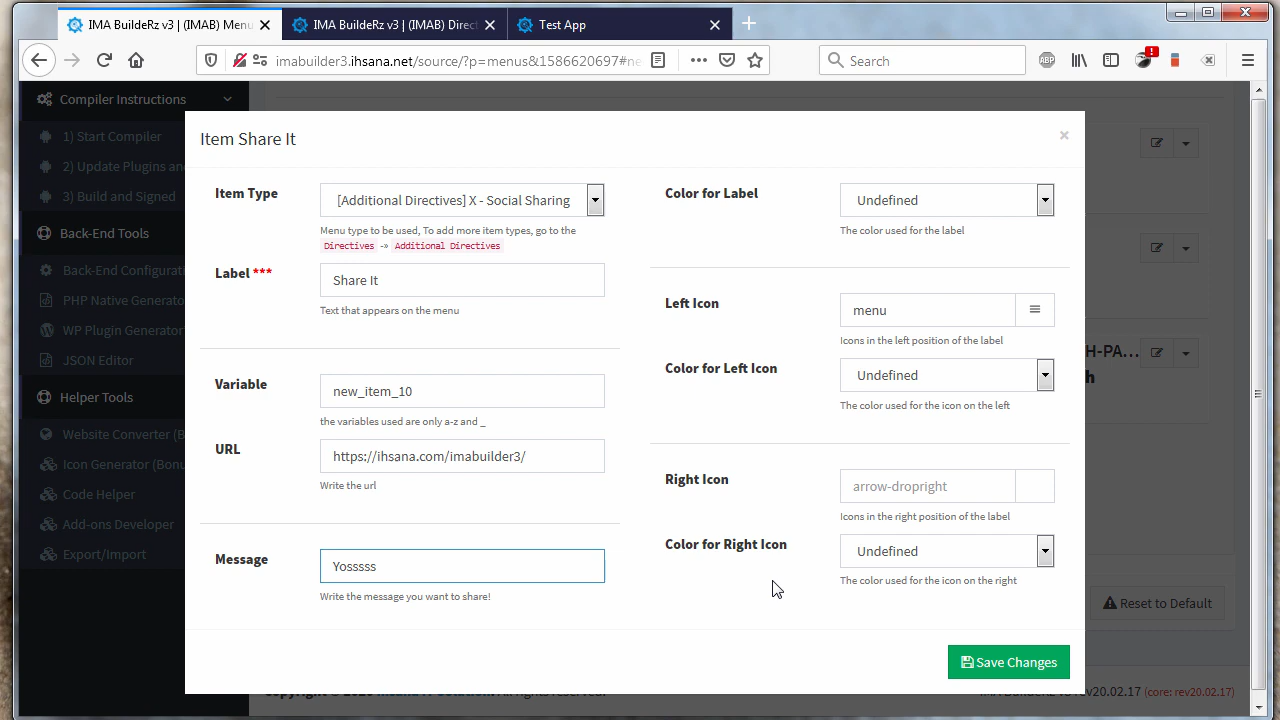 IMA BuildeRz v3 | (IMAB) Menu
IMA BuildeRz v3 | (IMAB) Direct
Test App
imabuilder3.ihsana.net/so
/?p=menus&1586620697#ne
Search
ABP
1
Compiler Instructions
1) Start Compiler
2) Update Plugins an
3) Build and Signed
Back-End Tools
Back-End Configurat
PHP Native Generato
WP Plugin Generator
JSON Editor
Helper Tools
Website Converter (B
Icon Generator (Bonu
Code Helper
Add-ons Developer
Export/Import
Item Share It
×
Item Type
[Additional Directives] X - Social Sharing
Menu type to be used, To add more item types, go to the
Directives -> Additional Directives
Label ***
Share It
Text that appears on the menu
Variable
new_item_10
the variables used are only a-z and _
URL
https://ihsana.com/imabuilder3/
Write the url
Message
Yosssss
Write the message you want to share!
Color for Label
Undefined
The color used for the label
Left Icon
menu
Icons in the left position of the label
Color for Left Icon
Undefined
The color used for the icon on the left
Right Icon
arrow-dropright
Icons in the right position of the label
Color for Right Icon
Undefined
The color used for the icon on the right
Save Changes
H-PA...
h
Reset to Default
(core: rev20.02.17)